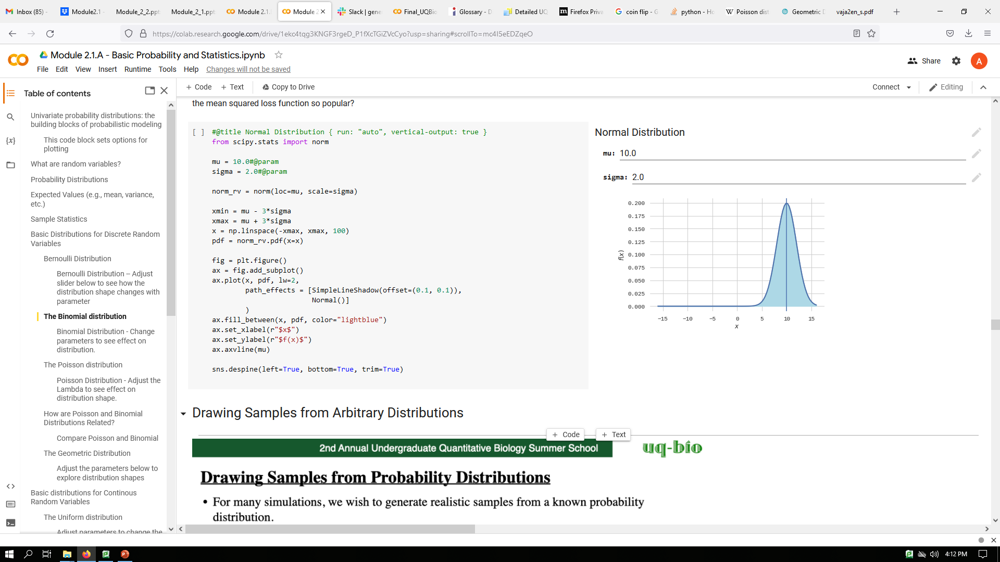 Inbox (85) -
Module2.1 -
Module_2_2.ppt
Module_2_1.ppt
Module 2.1.
Module 2
Slack | gene
Final_UQBio
Glossary - D
Detailed UQ
Firefox Priva
coin flip - G
python - Ho
Poisson dist
Geometric D
vaja2en_s.pdf
https://colab.research.google.com/drive/1ekc4tqg3KNGF3rgeD_P1fXcTGiZVcCyo?usp=sharing#scrollTo=mc4I5eEDZqeO
Module 2.1.A - Basic Probability and Statistics.ipynb
File Edit View Insert Runtime Tools Help Changes will not be saved
Share
A
+ Code + Text Copy to Drive
Connect Editing
Table of contents
Univariate probability distributions: the
building blocks of probabilistic modeling
This code block sets options for
plotting
What are random variables?
Probability Distributions
Expected Values (e.g., mean, variance,
etc.)
Sample Statistics
Basic Distributions for Discrete Random
Variables
Bernoulli Distribution
Bernoulli Distribution – Adjust
slider below to see how the
distribution shape changes with
parameter
The Binomial distribution
Binomial Distribution - Change
parameters to see effect on
distribution.
The Poisson distribution
Poisson Distribution - Adjust the
Lambda to see effect on
distribution shape.
How are Poisson and Binomial
Distributions Related?
Compare Poisson and Binomial
The Geometric Distribution
Adjust the parameters below to
explore distribution shapes
Basic distributions for Continous
Random Variables
The Uniform distribution
Adjust parameters to change the
the mean squared loss function so popular?
[ ] #@title Normal Distribution { run: "auto", vertical-output: true }
from scipy.stats import norm
mu = 10.0#@param
sigma = 2.0#@param
norm_rv = norm(loc=mu, scale=sigma)
xmin = mu - 3*sigma
xmax = mu + 3*sigma
x = np.linspace(-xmax, xmax, 100)
pdf = norm_rv.pdf(x=x)
fig = plt.figure()
ax = fig.add_subplot()
ax.plot(x, pdf, lw=2,
path_effects = [SimpleLineShadow(offset=(0.1, 0.1)),
Normal()]
)
ax.fill_between(x, pdf, color="lightblue")
ax.set_xlabel(r"$x$")
ax.set_ylabel(r"$f(x)$")
ax.axvline(mu)
sns.despine(left=True, bottom=True, trim=True)
Normal Distribution
mu: 10.0
sigma: 2.0
0.200
0.175
0.150
0.125
0.100
0.075
0.050
0.025
0.000
f(x)
−15 −10 −5 0 5 10 15
x
Drawing Samples from Arbitrary Distributions
+ Code + Text
2nd Annual Undergraduate Quantitative Biology Summer School
uq-bio
Drawing Samples from Probability Distributions
• For many simulations, we wish to generate realistic samples from a known probability
distribution.
4:12 PM